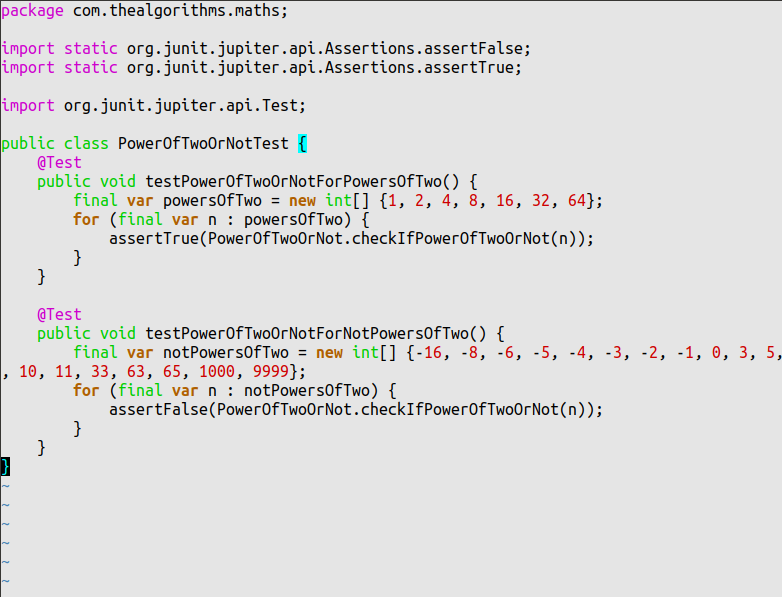 package com.thealgorithms.maths;
import static org.junit.jupiter.api.Assertions.assertFalse;
import static org.junit.jupiter.api.Assertions.assertTrue;
import org.junit.jupiter.api.Test;
public class PowerOfTwoOrNotTest {
@Test
public void testPowerOfTwoOrNotForPowersOfTwo() {
final var powersOfTwo = new int[] {1, 2, 4, 8, 16, 32, 64};
for (final var n : powersOfTwo) {
assertTrue(PowerOfTwoOrNot.checkIfPowerOfTwoOrNot(n));
}
}
@Test
public void testPowerOfTwoOrNotForNotPowersOfTwo() {
final var notPowersOfTwo = new int[] {-16, -8, -6, -5, -4, -3, -2, -1, 0, 3, 5,
, 10, 11, 33, 63, 65, 1000, 9999};
for (final var n : notPowersOfTwo) {
assertFalse(PowerOfTwoOrNot.checkIfPowerOfTwoOrNot(n));
}
}
}
~
~
~
~
~
~